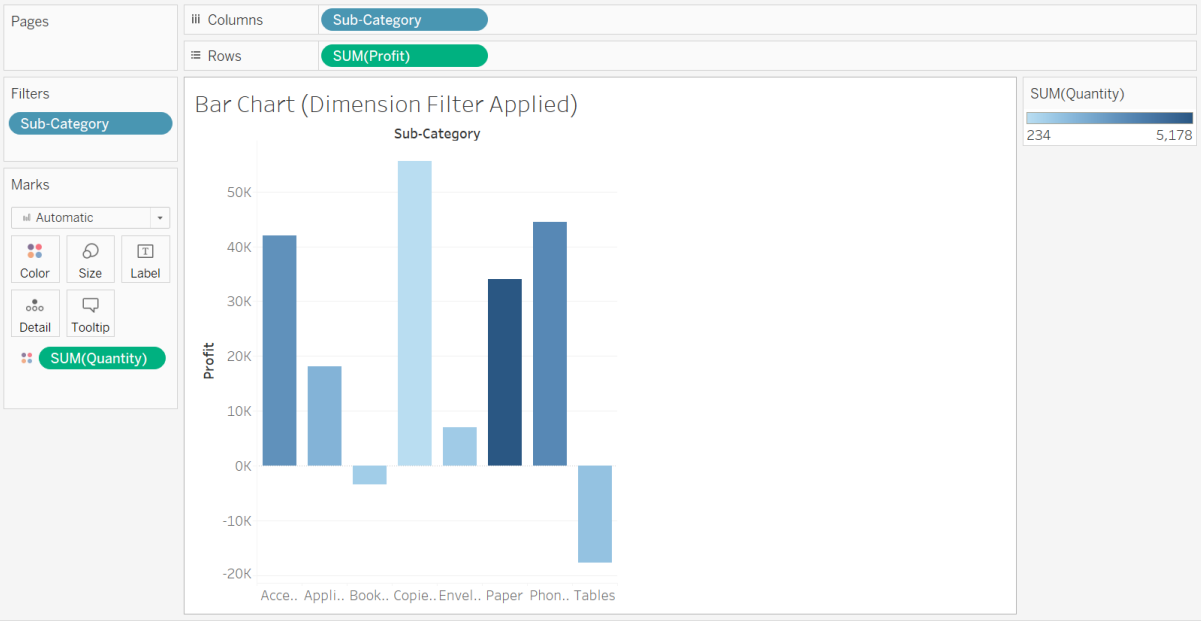 Pages
Columns
Sub-Category
Rows
SUM(Profit)
Filters
Sub-Category
Marks
Automatic
Color
Size
Label
Detail
Tooltip
SUM(Quantity)
Bar Chart (Dimension Filter Applied)
Sub-Category
Profit
50K
40K
30K
20K
10K
0K
-10K
-20K
Acce.. Appli.. Book.. Copie.. Envel.. Paper Phon.. Tables
SUM(Quantity)
234 5,178